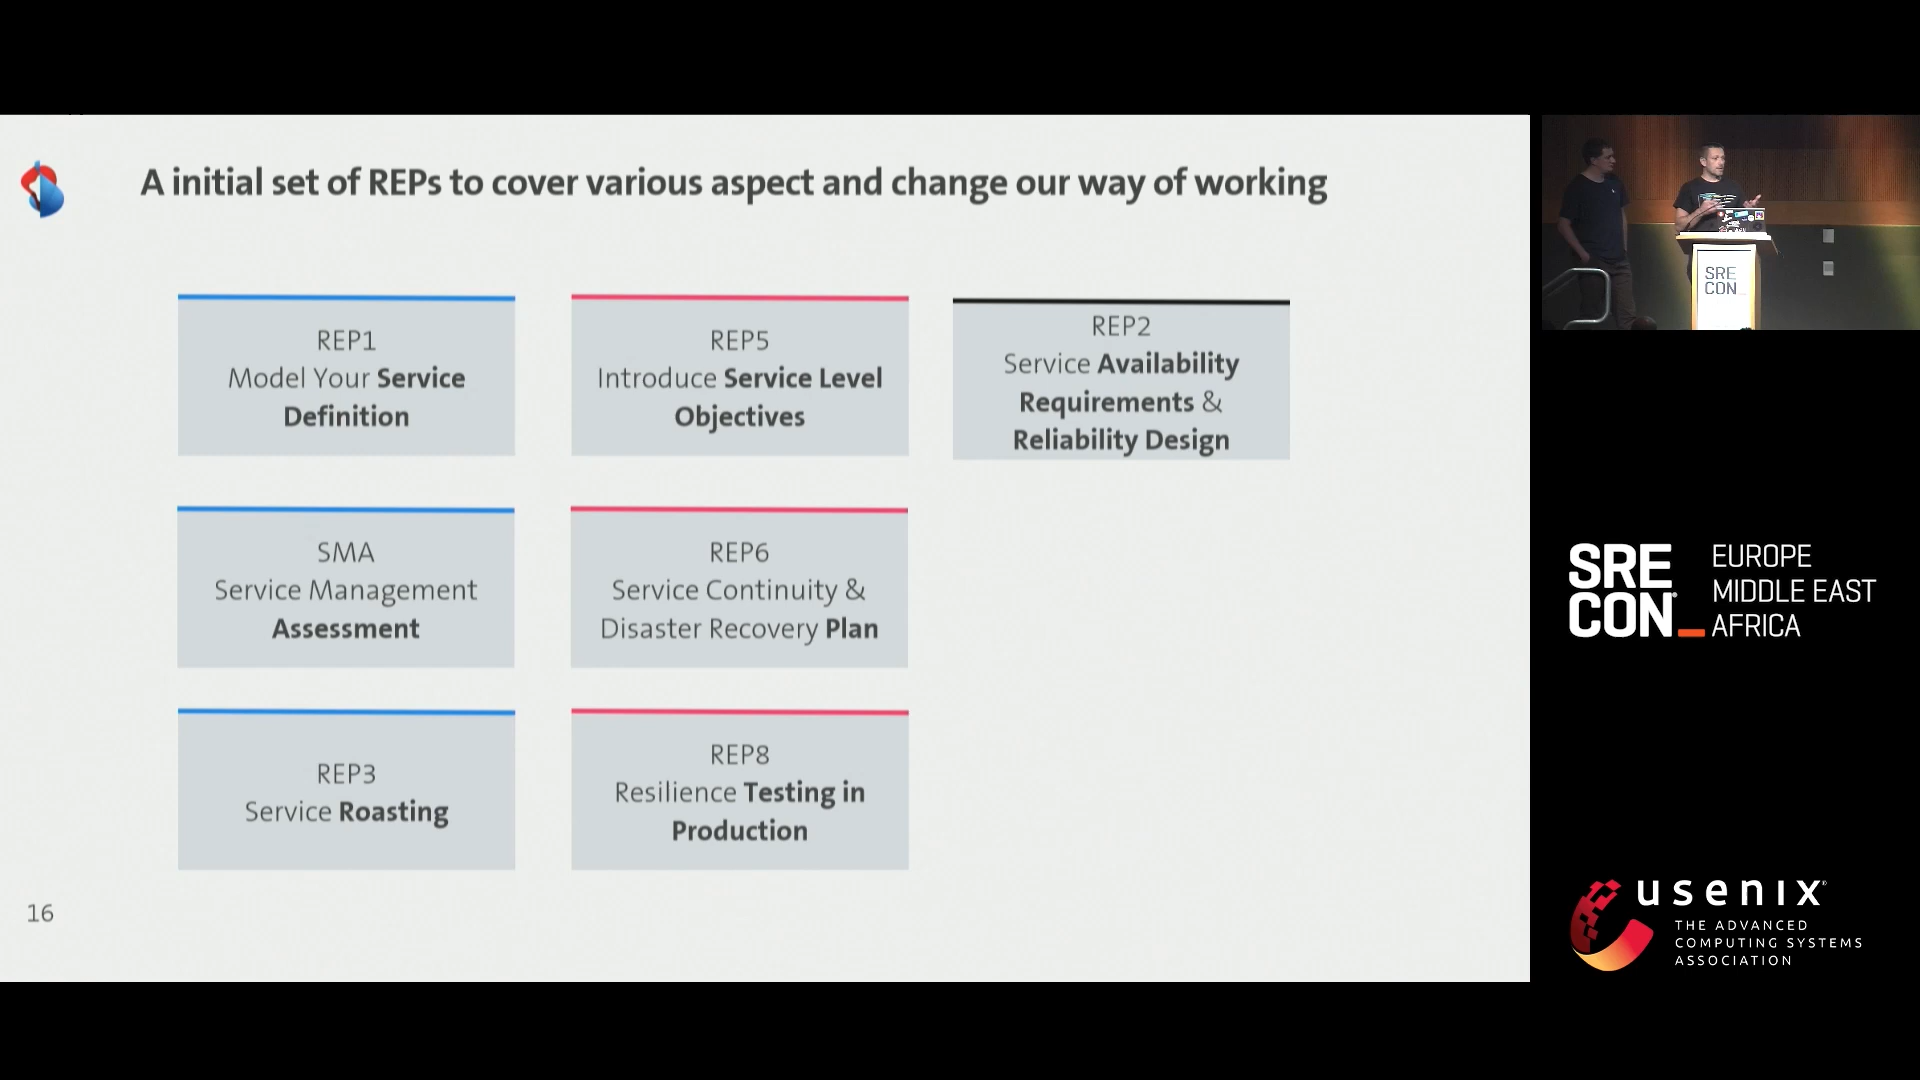 A initial set of REPs to cover various aspect and change our way of working
REP1
Model Your Service
Definition
REP5
Introduce Service Level
Objectives
REP2
Service Availability
Requirements &
Reliability Design
SMA
Service Management
Assessment
REP6
Service Continuity &
Disaster Recovery Plan
REP3
Service Roasting
REP8
Resilience Testing in
Production
16
SRE
CON_
SRE
CON_
EUROPE
MIDDLE EAST
AFRICA
usenix
THE ADVANCED
COMPUTING SYSTEMS
ASSOCIATION